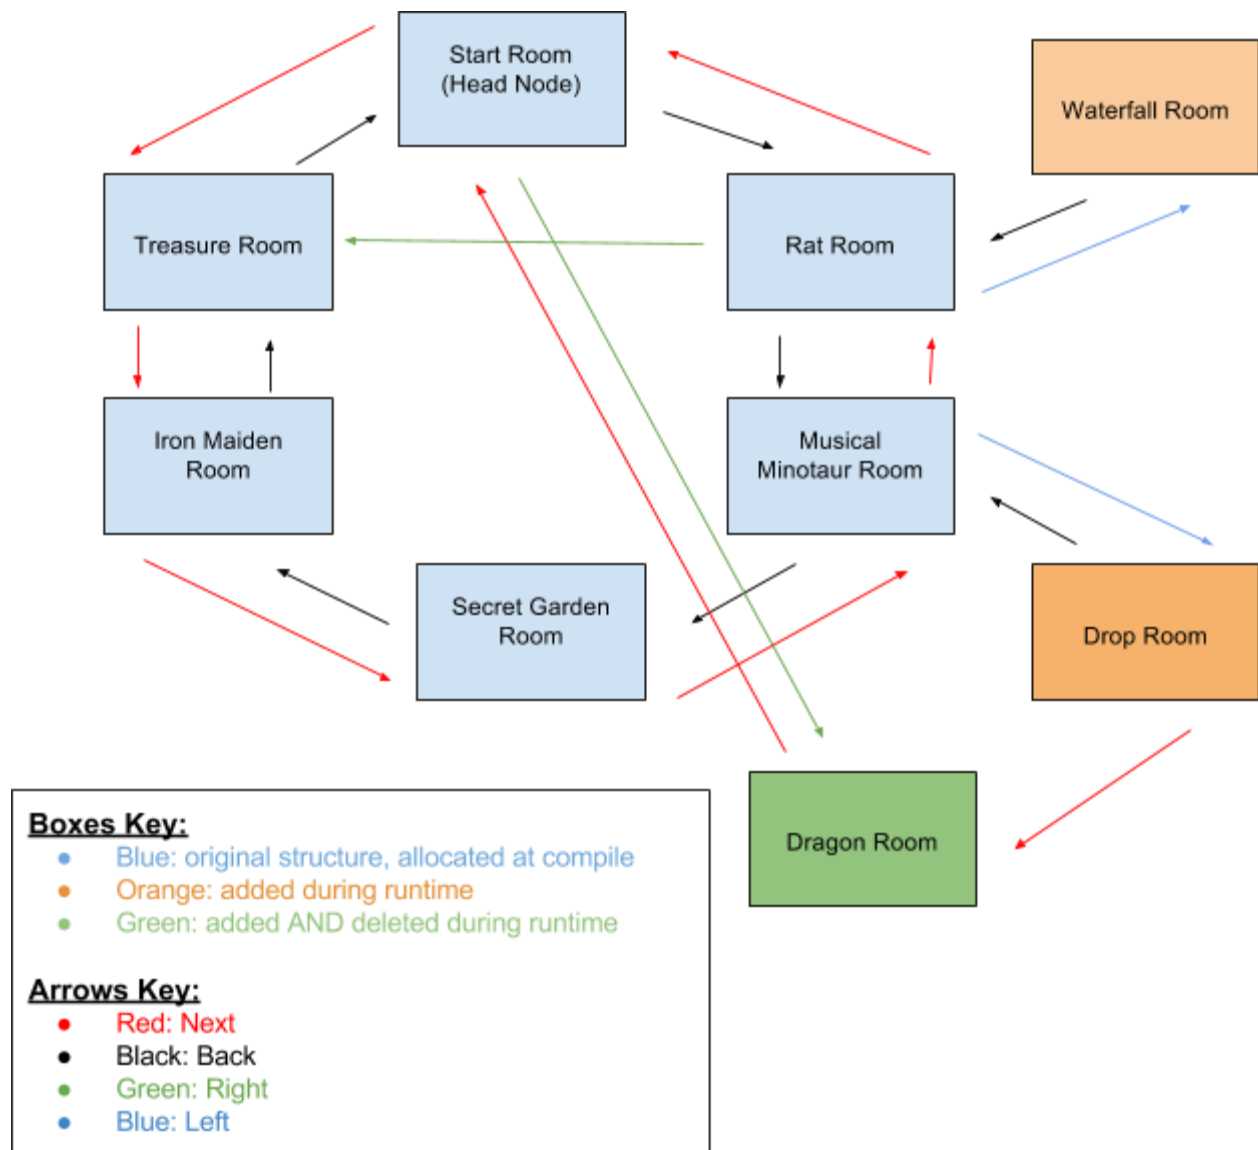 Start Room
(Head Node)
Waterfall Room
Treasure Room
Rat Room
Iron Maiden
Room
Musical
Minotaur Room
Secret Garden
Room
Drop Room
Dragon Room
Boxes Key:
● Blue: original structure, allocated at compile
● Orange: added during runtime
● Green: added AND deleted during runtime
Arrows Key:
● Red: Next
● Black: Back
● Green: Right
● Blue: Left